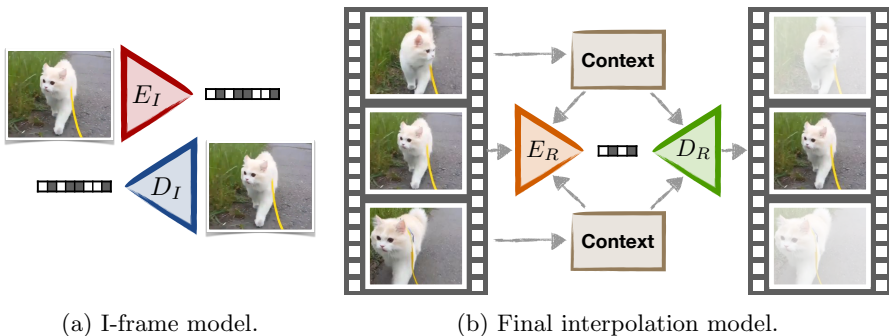 E_I
D_I
Context
E_R
D_R
Context
(a) I-frame model.
(b) Final interpolation model.